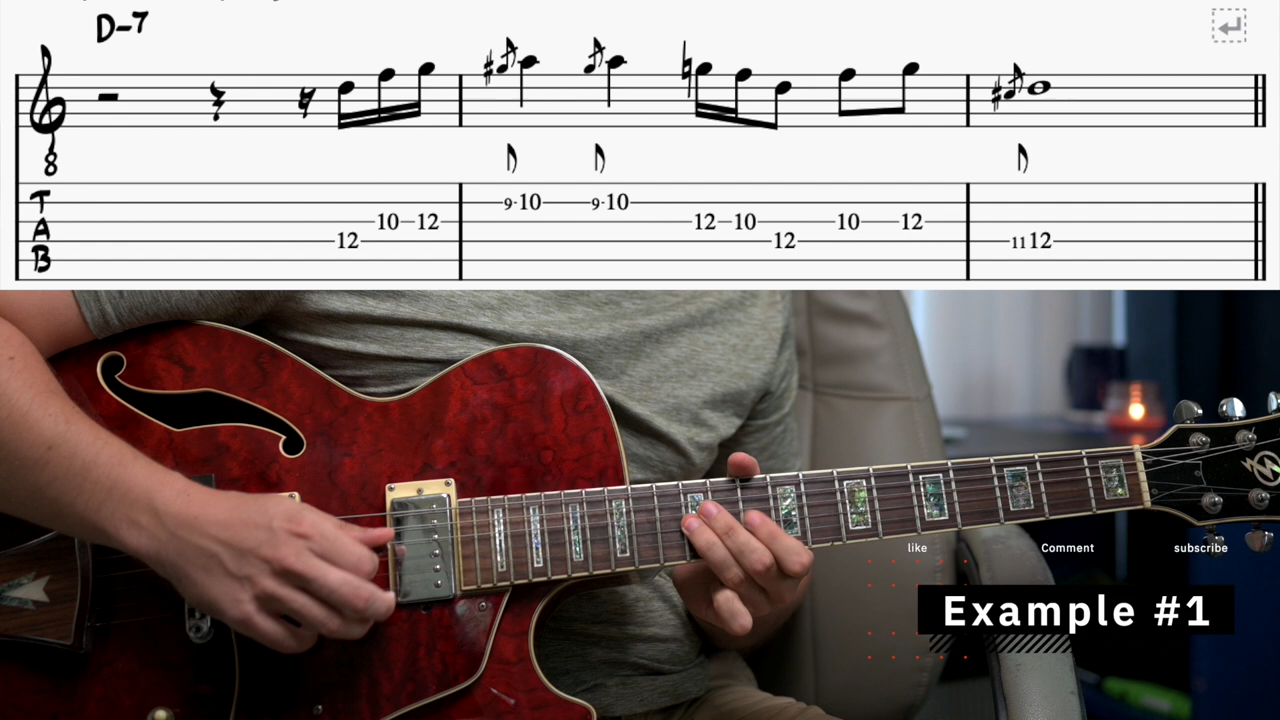 D-7
8
T
A
B
9 10 9 10
10 12 12 10 10 12
12 12 11 12
like Comment subscribe
Example #1